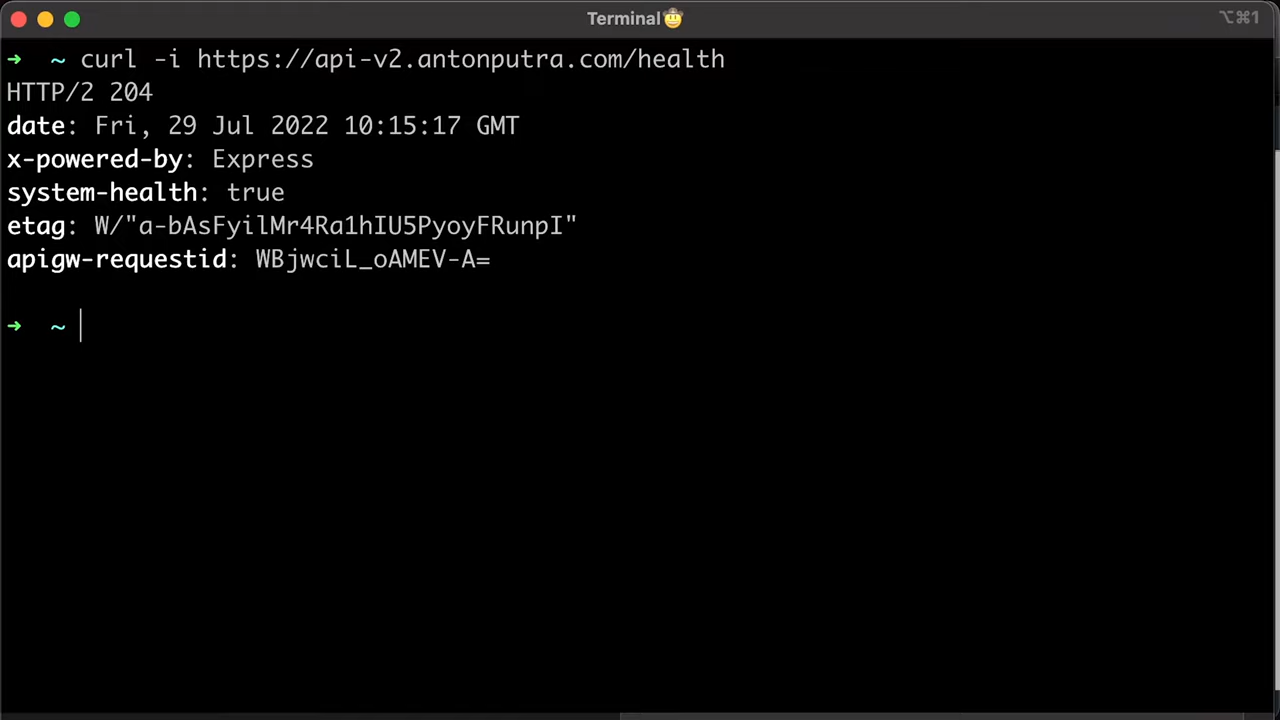 Terminal🤠
⌥⌘1
➜ ~ curl -i https://api-v2.antonputra.com/health
HTTP/2 204
date: Fri, 29 Jul 2022 10:15:17 GMT
x-powered-by: Express
system-health: true
etag: W/"a-bAsFyilMr4Ra1hIU5PyoyFRunpI"
apigw-requestid: WBjwciL_oAMEV-A=
➜ ~